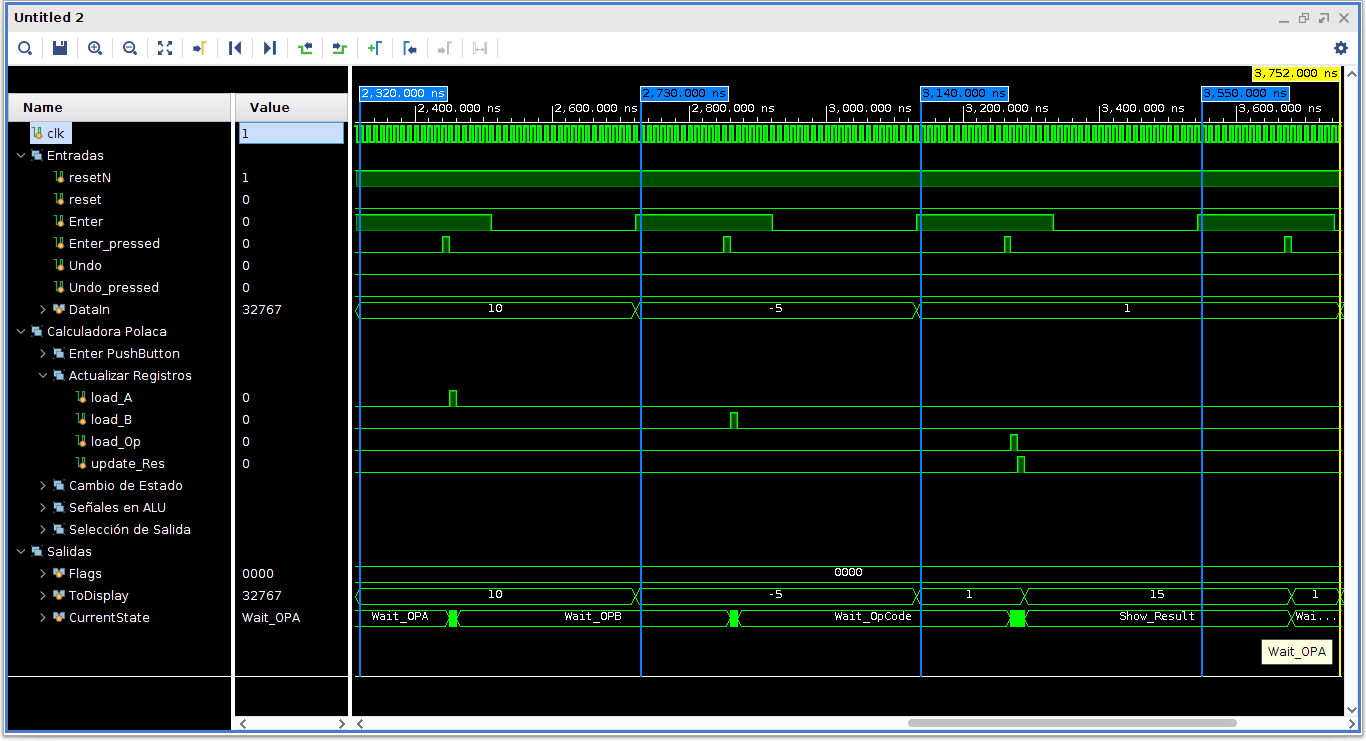 Untitled 2
3,752.000 ns
2,320.000 ns 2,730.000 ns 3,140.000 ns 3,550.000 ns
Name Value
2,400.000 ns 2,600.000 ns 2,800.000 ns 3,000.000 ns 3,200.000 ns 3,400.000 ns 3,600.000 ns
clk 1
Entradas
resetN 1
reset 0
Enter 0
Enter_pressed 0
Undo 0
Undo_pressed 0
DataIn 32767 10 -5 1
Calculadora Polaca
Enter PushButton
Actualizar Registros
load_A 0
load_B 0
load_Op 0
update_Res 0
Cambio de Estado
Señales en ALU
Selección de Salida
Salidas
Flags 0000 0000
ToDisplay 32767 10 -5 1 15 1
CurrentState Wait_OPA Wait_OPA Wait_OPB Wait_OpCode Show_Result Wai...
Wait_OPA